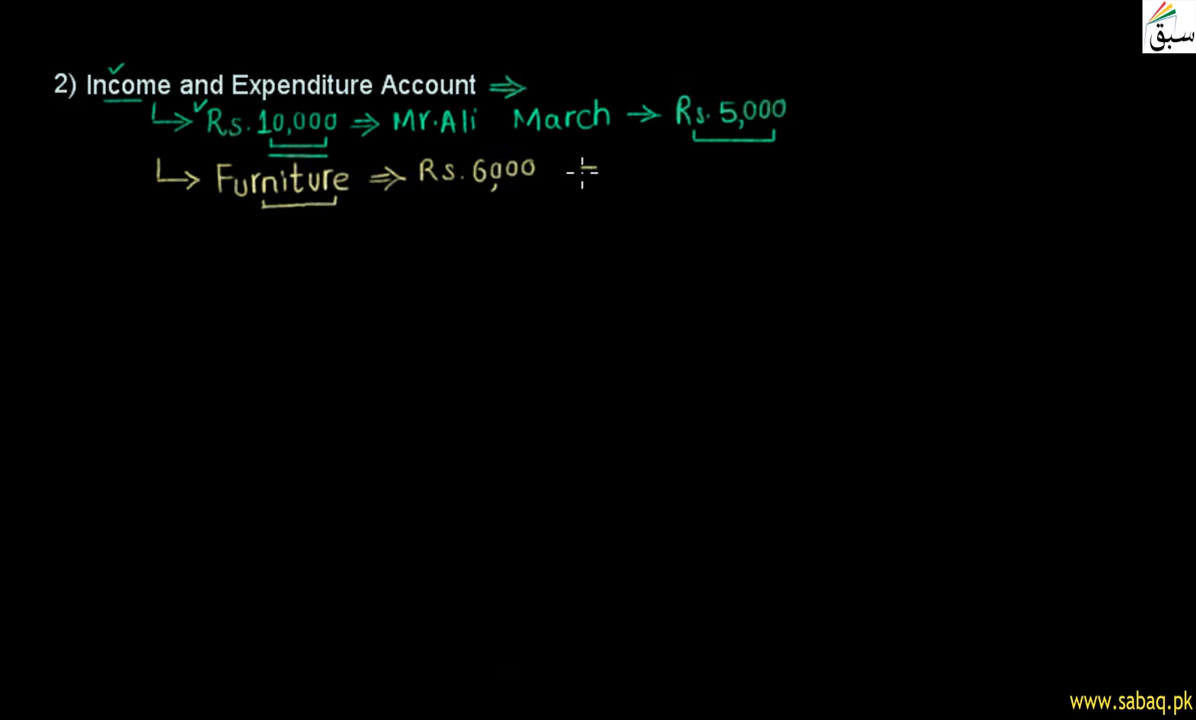 سبق
2) Income and Expenditure Account ⇒
↳ Rs. 10,000 ⇒ Mr. Ali March → Rs. 5,000
↳ Furniture ⇒ Rs. 6,000
www.sabaq.pk